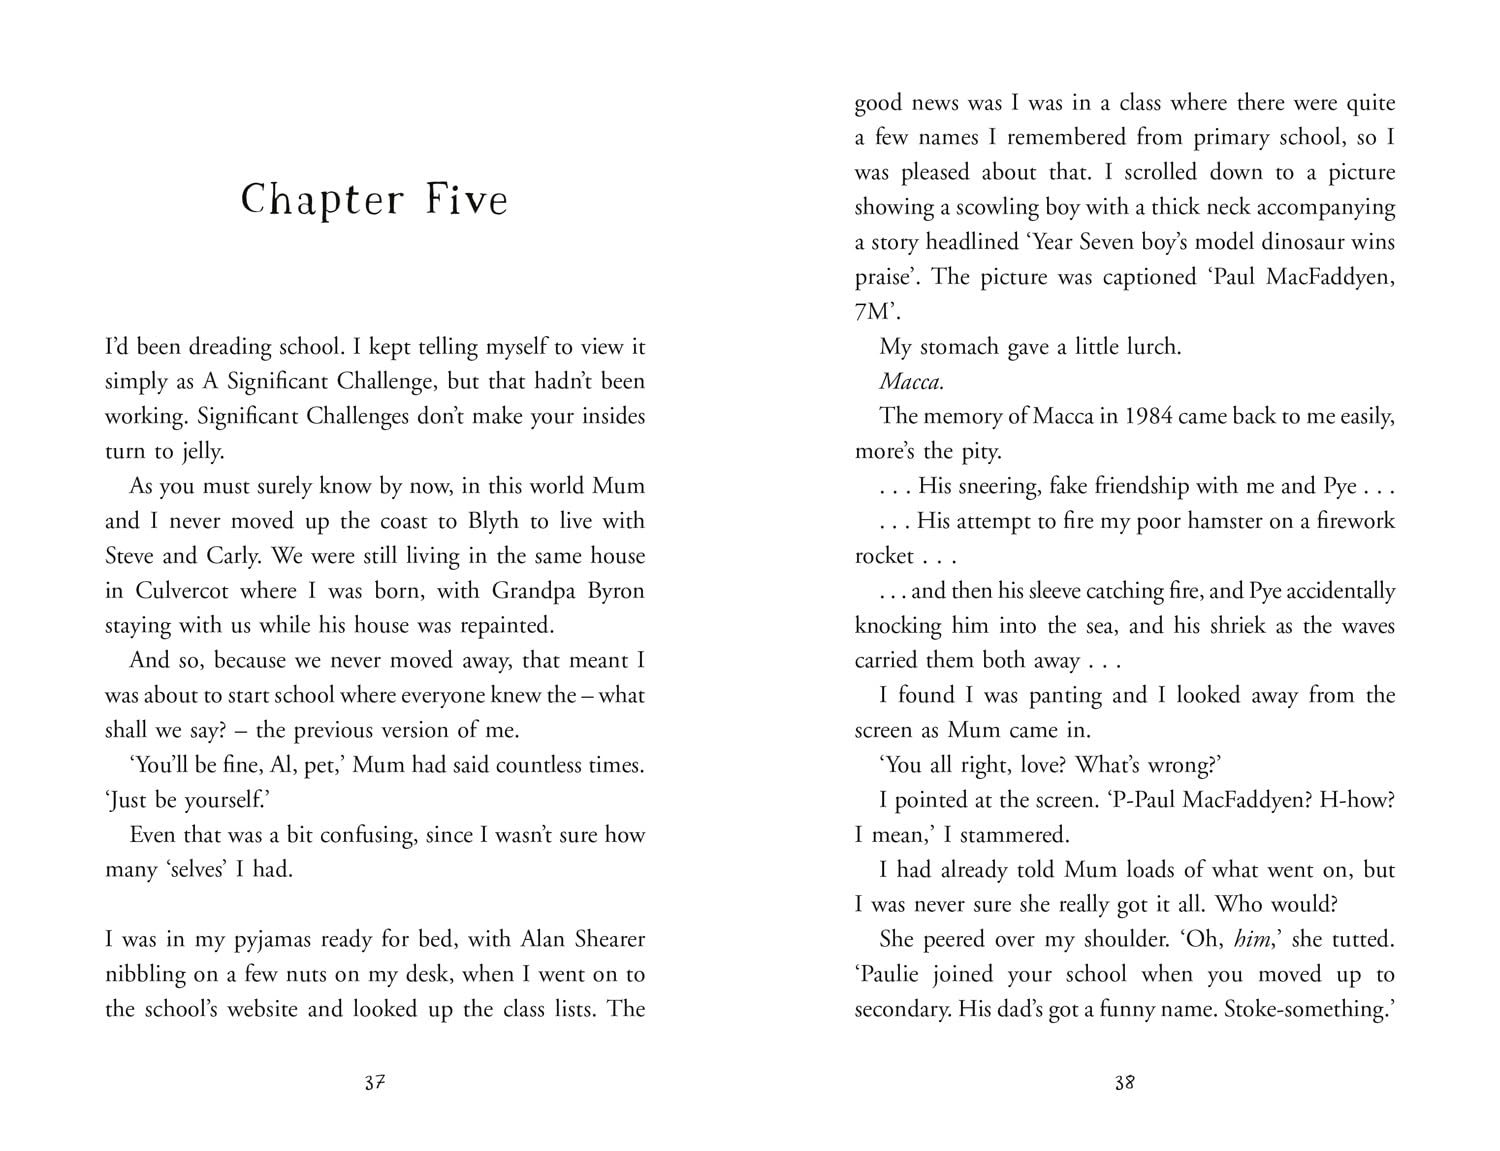 Chapter Five
I’d been dreading school. I kept telling myself to view it
simply as A Significant Challenge, but that hadn’t been
working. Significant Challenges don’t make your insides
turn to jelly.
As you must surely know by now, in this world Mum
and I never moved up the coast to Blyth to live with
Steve and Carly. We were still living in the same house
in Culvercot where I was born, with Grandpa Byron
staying with us while his house was repainted.
And so, because we never moved away, that meant I
was about to start school where everyone knew the – what
shall we say? – the previous version of me.
‘You’ll be fine, Al, pet,’ Mum had said countless times.
‘Just be yourself.’
Even that was a bit confusing, since I wasn’t sure how
many ‘selves’ I had.
I was in my pyjamas ready for bed, with Alan Shearer
nibbling on a few nuts on my desk, when I went on to
the school’s website and looked up the class lists. The
37
good news was I was in a class where there were quite
a few names I remembered from primary school, so I
was pleased about that. I scrolled down to a picture
showing a scowling boy with a thick neck accompanying
a story headlined ‘Year Seven boy’s model dinosaur wins
praise’. The picture was captioned ‘Paul MacFaddyen,
7M’.
My stomach gave a little lurch.
Macca.
The memory of Macca in 1984 came back to me easily,
more’s the pity.
. . . His sneering, fake friendship with me and Pye . . .
. . . His attempt to fire my poor hamster on a firework
rocket . . .
. . . and then his sleeve catching fire, and Pye accidentally
knocking him into the sea, and his shriek as the waves
carried them both away . . .
I found I was panting and I looked away from the
screen as Mum came in.
‘You all right, love? What’s wrong?’
I pointed at the screen. ‘P-Paul MacFaddyen? H-how?
I mean,’ I stammered.
I had already told Mum loads of what went on, but
I was never sure she really got it all. Who would?
She peered over my shoulder. ‘Oh, him,’ she tutted.
‘Paulie joined your school when you moved up to
secondary. His dad’s got a funny name. Stoke-something.’
38